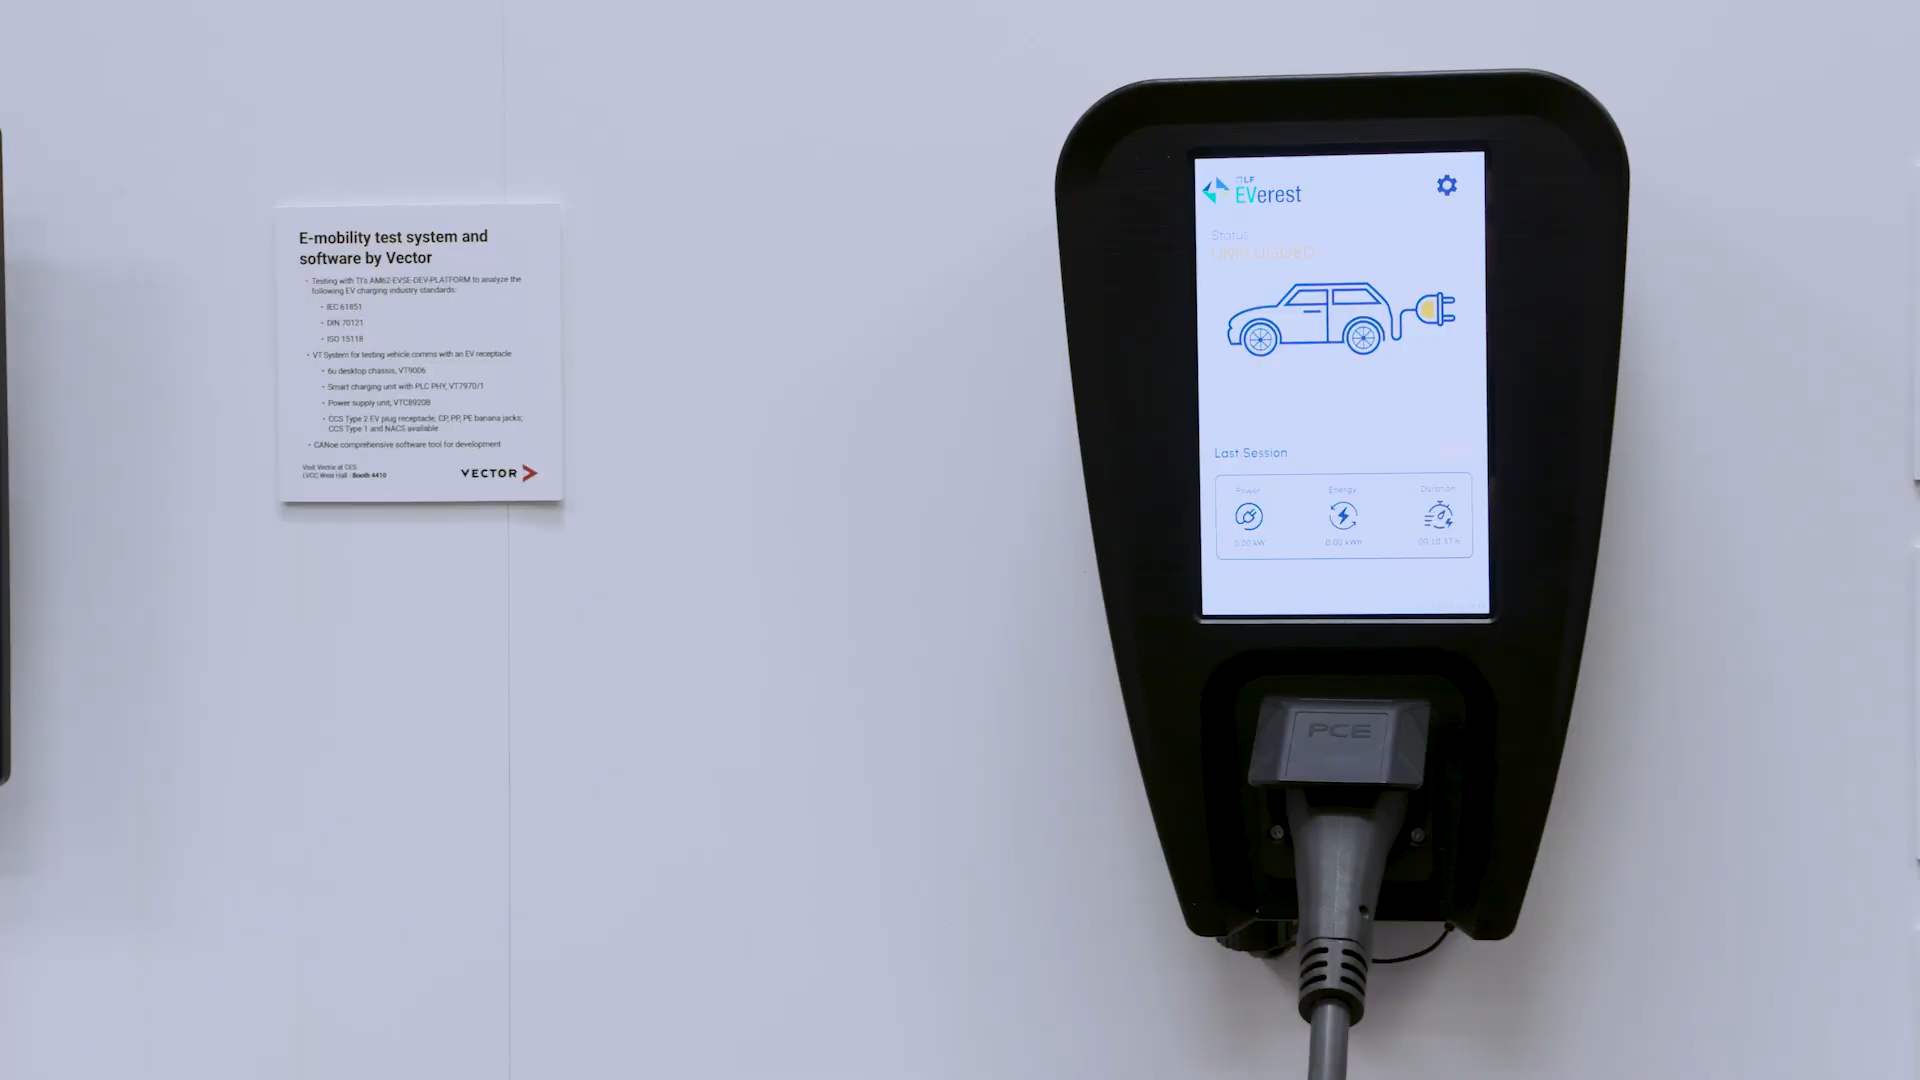 E-mobility test system and
software by Vector
• Testing with TI's AM62-EVSE-DEV-PLATFORM to analyze the
following EV charging industry standards:
• IEC 61851
• DIN 70121
• ISO 15118
• VT System for testing vehicle comms with an EV receptacle
• 6u desktop chassis, VT9006
• Smart charging unit with PLC PHY, VT7970/1
• Power supply unit, VTC8920B
• CCS Type 2 EV plug receptacle; CP, PP, PE banana jacks;
CCS Type 1 and NACS available
• CANoe comprehensive software tool for development
Visit Vector at CES
LVCC West Hall | Booth 4410
VECTOR
LF
EVerest
Status
UNPLUGGED
Last Session
Power
Energy
Duration
0.00 kW
0.00 kWh
00:10:37 h
PCE